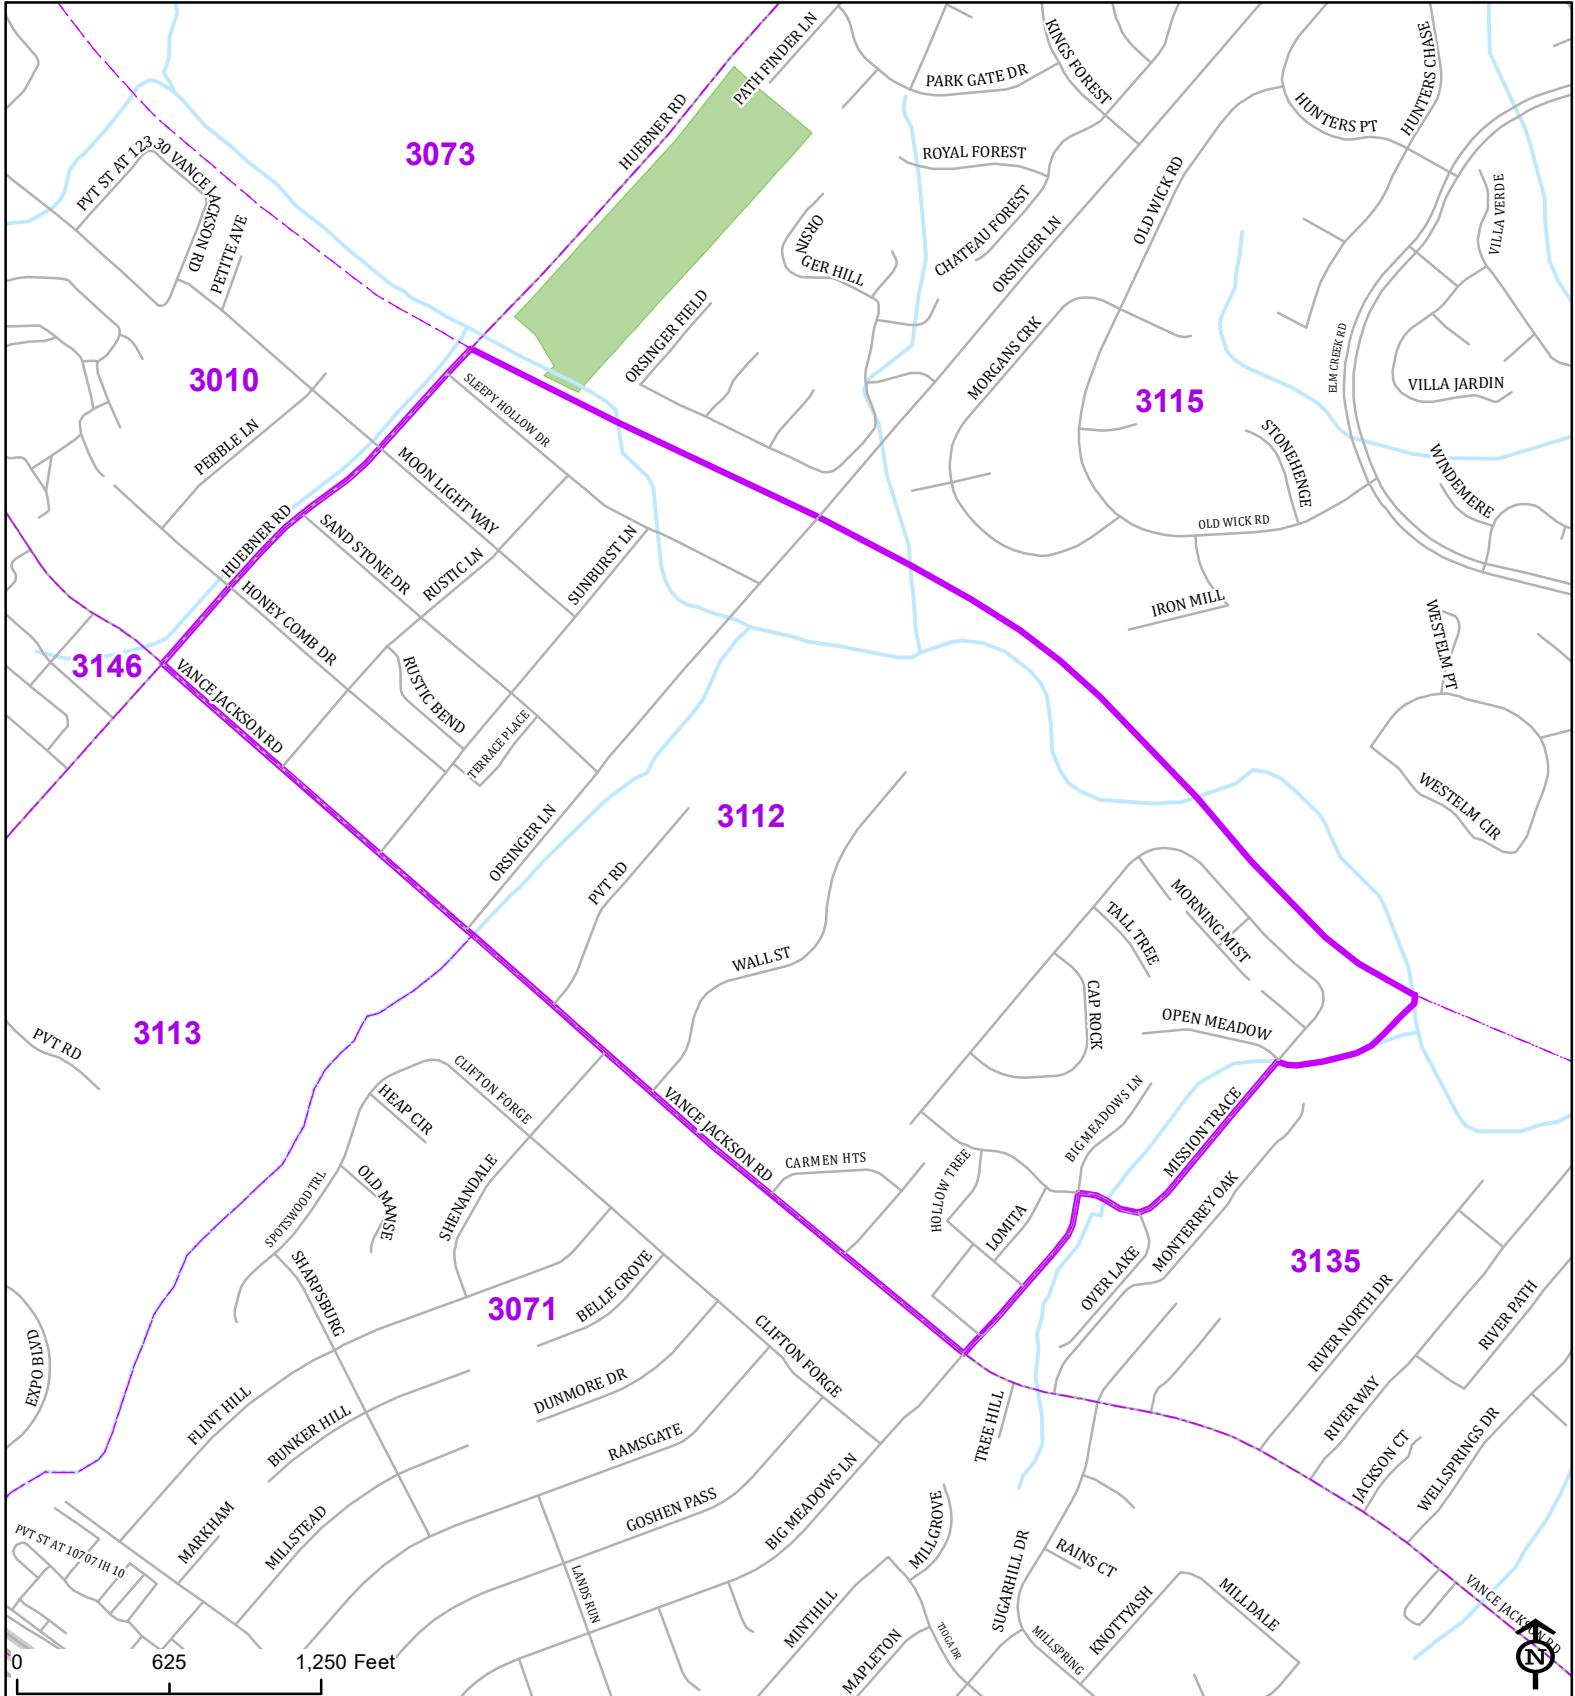 PATH FINDER LN
KINGS FOREST
PARK GATE DR
HUNTERS CHASE
HUNTERS PT
HUEBNER RD
3073
ROYAL FOREST
PVT ST AT 12330 VANCE JACKSON RD
PETITE AVE
OLD WICK RD
VILLA VERDE
CHATEAU FOREST
ORSINGER HILL
ORSINGER LN
ORSINGER FIELD
MORGANS CRK
ELM CREEK RD
3010
3115
VILLA JARDIN
SLEEPY HOLLOW DR
PEBBLE LN
MOON LIGHT WAY
STONEHENGE
WINDEMERE
HUEBNER RD
SAND STONE DR
RUSTIC LN
SUNBURST LN
OLD WICK RD
HONEY COMB DR
IRON MILL
WESTELM PT
3146
VANCE JACKSON RD
RUSTIC BEND
TERRACE PLACE
WESTELM CIR
3112
ORSINGER LN
PVT RD
MORNING MIST
TALL TREE
WALL ST
CAP ROCK
OPEN MEADOW
3113
PVT RD
CLIFTON FORGE
HEAP CIR
VANCE JACKSON RD
BIG MEADOWS LN
MISSION TRACE
CARMEN HTS
HOLLOW TREE
OLD MANSE
SHENANDALE
SPOTSWOOD TRL
LOMITA
MONTERREY OAK
OVER LAKE
3135
SHARPSBURG
3071
BELLE GROVE
RIVER NORTH DR
RIVER PATH
EXPO BLVD
CLIFTON FORGE
DUNMORE DR
FLINT HILL
BUNKER HILL
RAMSGATE
TREE HILL
RIVER WAY
JACKSON CT
WELLSPRINGS DR
BIG MEADOWS LN
GOSHEN PASS
MARKHAM
MILLSTEAD
MILLGROVE
PVT ST AT 10707 IH 10
LANDS RUN
SUGARHILL DR
RAINS CT
MINTHILL
KNOTTYASH
MILLDALE
VANCE JACKSON RD
TIOGA DR
MILLSPRING
MAPLETON
0 625 1,250 Feet
N